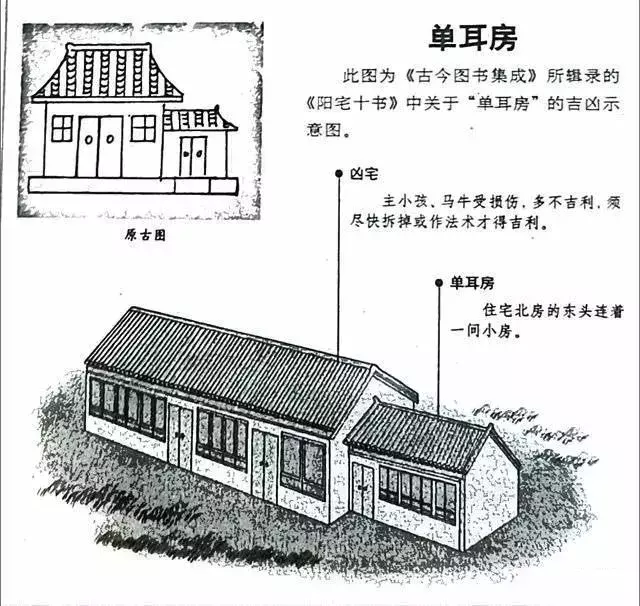 单耳房
此图为《古今图书集成》所辑录的
《阳宅十书》中关于“单耳房”的吉凶示
意图。
原古图
凶宅
主小孩、马牛受损伤，多不吉利，须
尽快拆掉或作法术才得吉利。
单耳房
住宅北房的东头连着
一间小房。